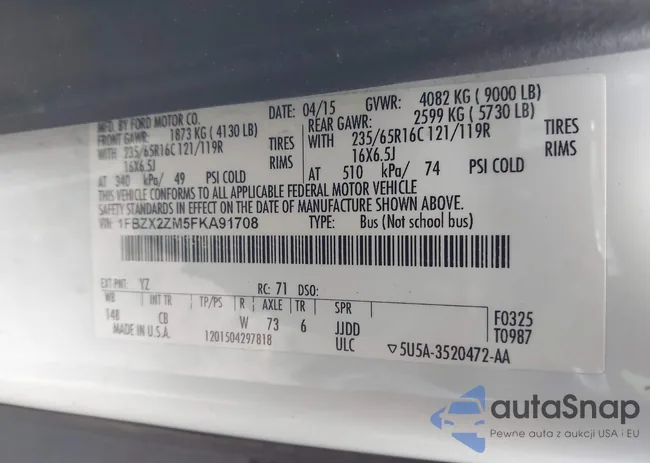 MFD. BY FORD MOTOR CO.
DATE: 04/15 GVWR: 4082 KG ( 9000 LB)
FRONT GAWR: 1873 KG ( 4130 LB) REAR GAWR: 2599 KG ( 5730 LB)
WITH 235/65R16C 121/119R TIRES WITH 235/65R16C 121/119R TIRES
16X6.5J RIMS 16X6.5J RIMS
AT 340 kPa/ 49 PSI COLD AT 510 kPa/ 74 PSI COLD
THIS VEHICLE CONFORMS TO ALL APPLICABLE FEDERAL MOTOR VEHICLE
SAFETY STANDARDS IN EFFECT ON THE DATE OF MANUFACTURE SHOWN ABOVE.
VIN: 1FBZX2ZM5FKA91708 TYPE: Bus (Not school bus)
EXT PNT: YZ RC: 71 DSO:
WB INT TR TP/PS R AXLE TR SPR
148 CB W 73 6 JJDD F0325
MADE IN U.S.A. 1201504297818 ULC T0987
▽5U5A-3520472-AA
autaSnap
Pewne auta z aukcji USA i EU